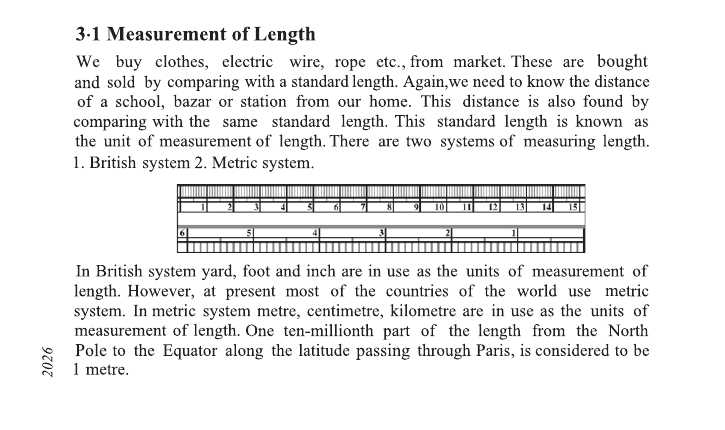 3·1 Measurement of Length
We buy clothes, electric wire, rope etc., from market. These are bought
and sold by comparing with a standard length. Again,we need to know the distance
of a school, bazar or station from our home. This distance is also found by
comparing with the same standard length. This standard length is known as
the unit of measurement of length. There are two systems of measuring length.
1. British system 2. Metric system.
1 2 3 4 5 6 7 8 9 10 11 12 13 14 15
6 5 4 3 2 1
In British system yard, foot and inch are in use as the units of measurement of
length. However, at present most of the countries of the world use metric
system. In metric system metre, centimetre, kilometre are in use as the units of
measurement of length. One ten-millionth part of the length from the North
Pole to the Equator along the latitude passing through Paris, is considered to be
1 metre.
2026